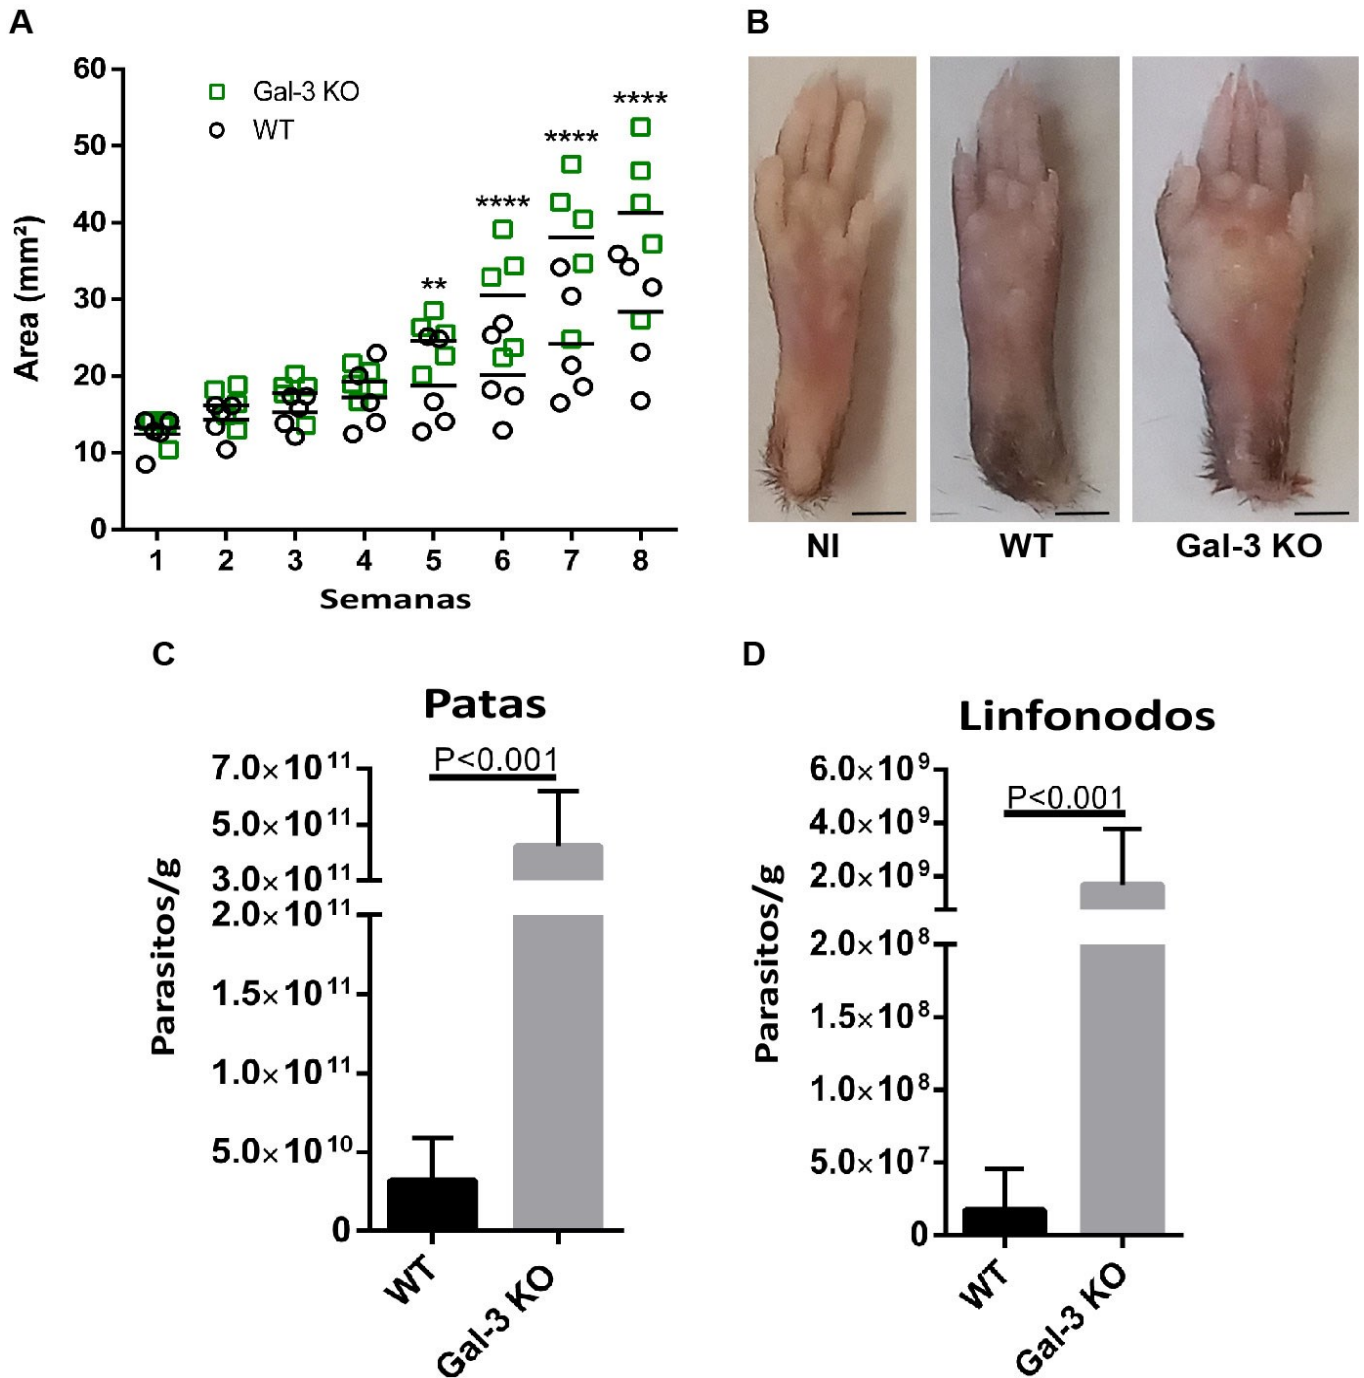 A
60
50
40
30
20
10
0
Area (mm²)
Gal-3 KO
WT
**
****
****
****
1 2 3 4 5 6 7 8
Semanas
B
NI WT Gal-3 KO
C
Patas
P<0.001
7.0×10¹¹
5.0×10¹¹
3.0×10¹¹
2.0×10¹¹
1.5×10¹¹
1.0×10¹¹
5.0×10¹⁰
0
Parasitos/g
WT
Gal-3 KO
D
Linfonodos
P<0.001
6.0×10⁹
4.0×10⁹
2.0×10⁹
2.0×10⁸
1.5×10⁸
1.0×10⁸
5.0×10⁷
0
Parasitos/g
WT
Gal-3 KO